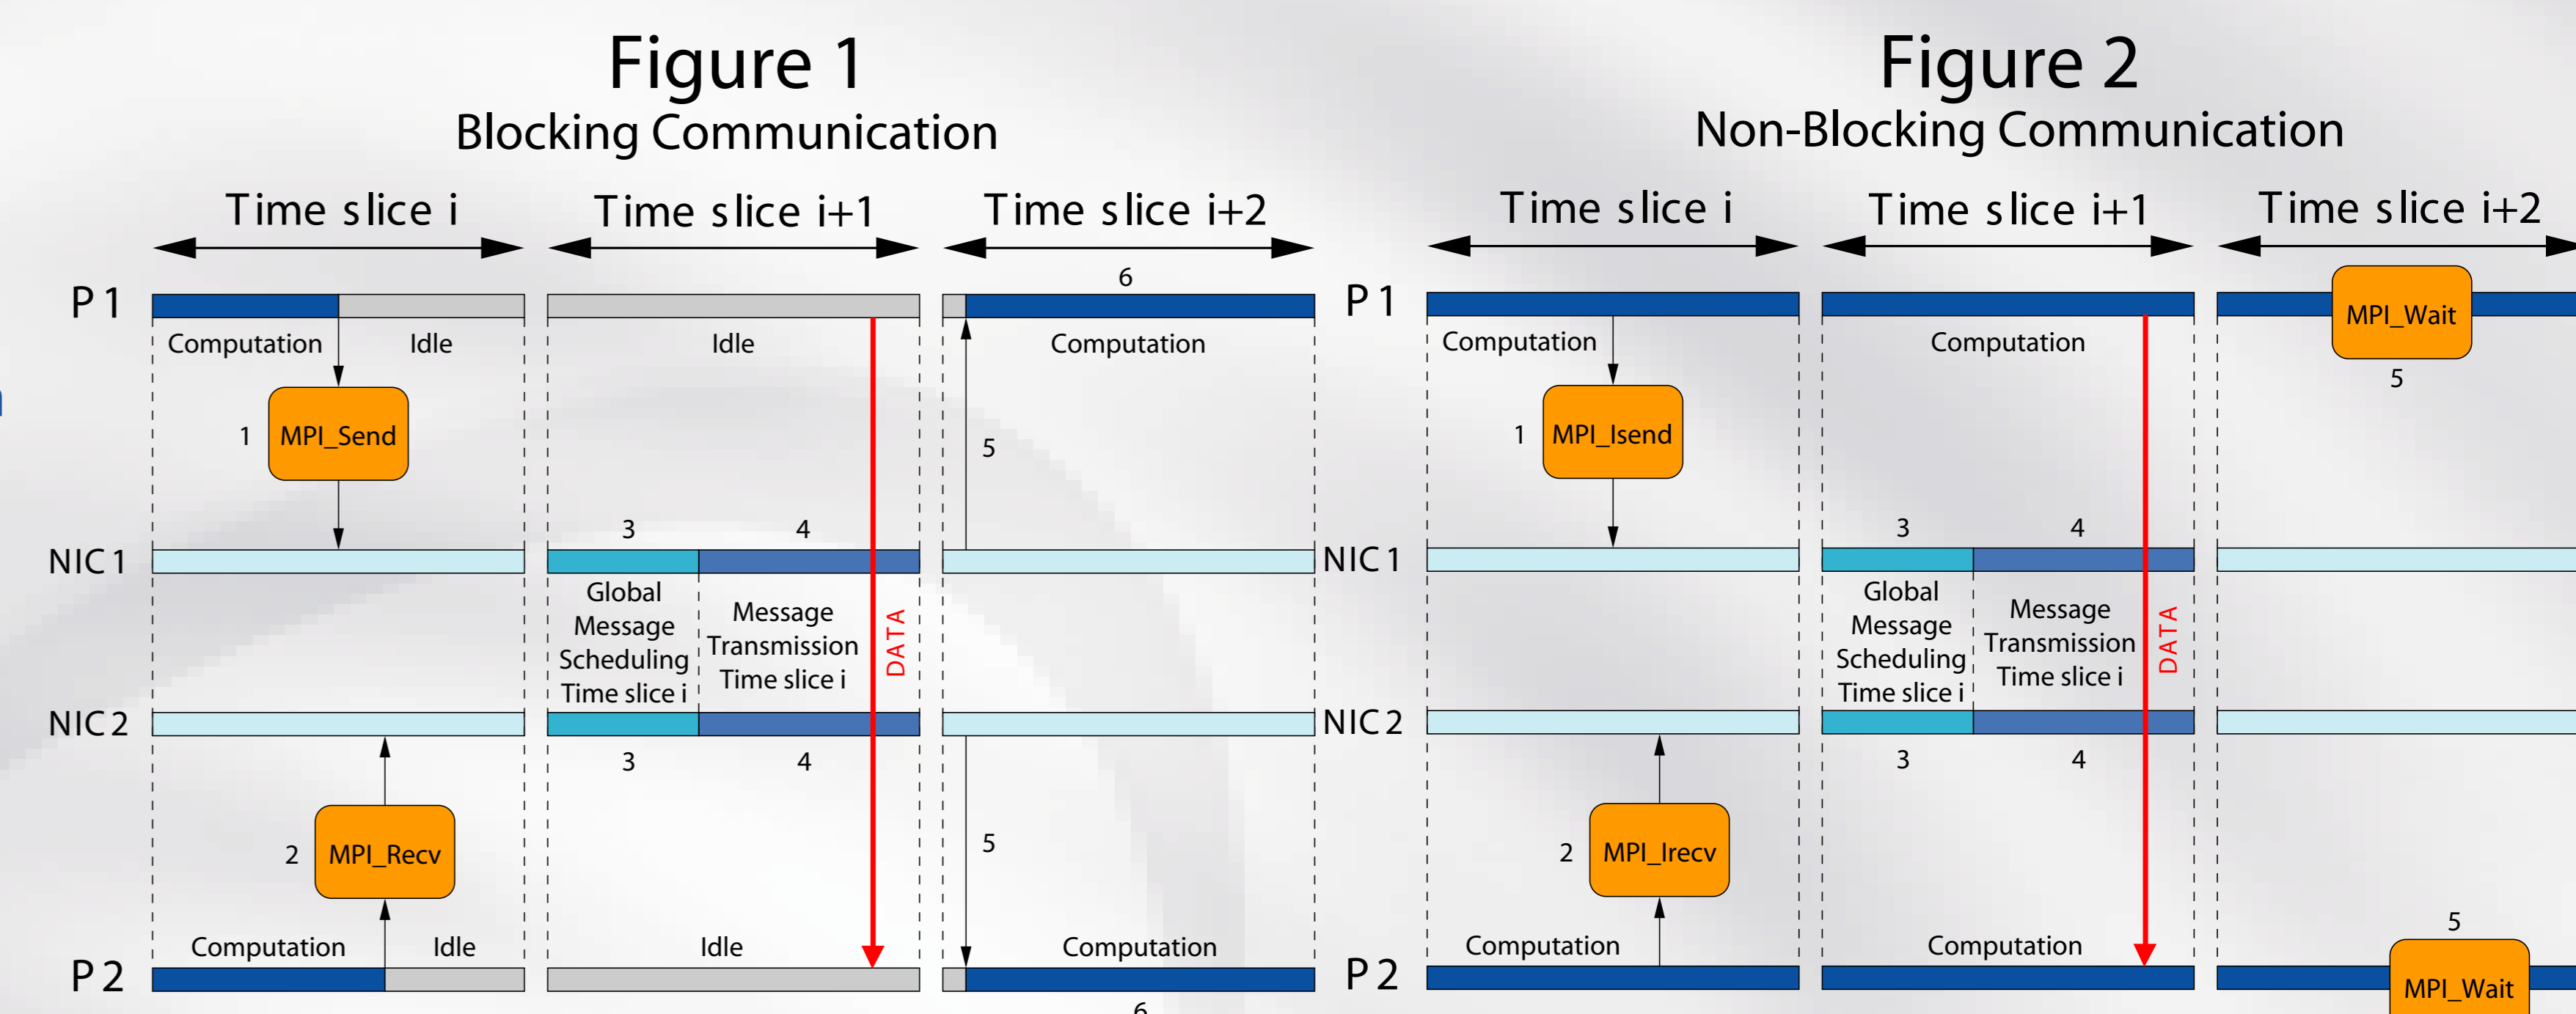 Figure 1
Blocking Communication
Time slice i
Time slice i+1
Time slice i+2
6
P1
Computation
Idle
Idle
Computation
1
MPI_Send
5
3
4
NIC1
Global
Message
Scheduling
Time slice i
Message
Transmission
Time slice i
DATA
NIC2
3
4
2
MPI_Recv
5
Computation
Idle
Idle
Computation
P2
6
Figure 2
Non-Blocking Communication
Time slice i
Time slice i+1
Time slice i+2
P1
MPI_Wait
5
Computation
Computation
1
MPI_Isend
3
4
NIC1
Global
Message
Scheduling
Time slice i
Message
Transmission
Time slice i
DATA
NIC2
3
4
2
MPI_Irecv
5
Computation
Computation
P2
MPI_Wait